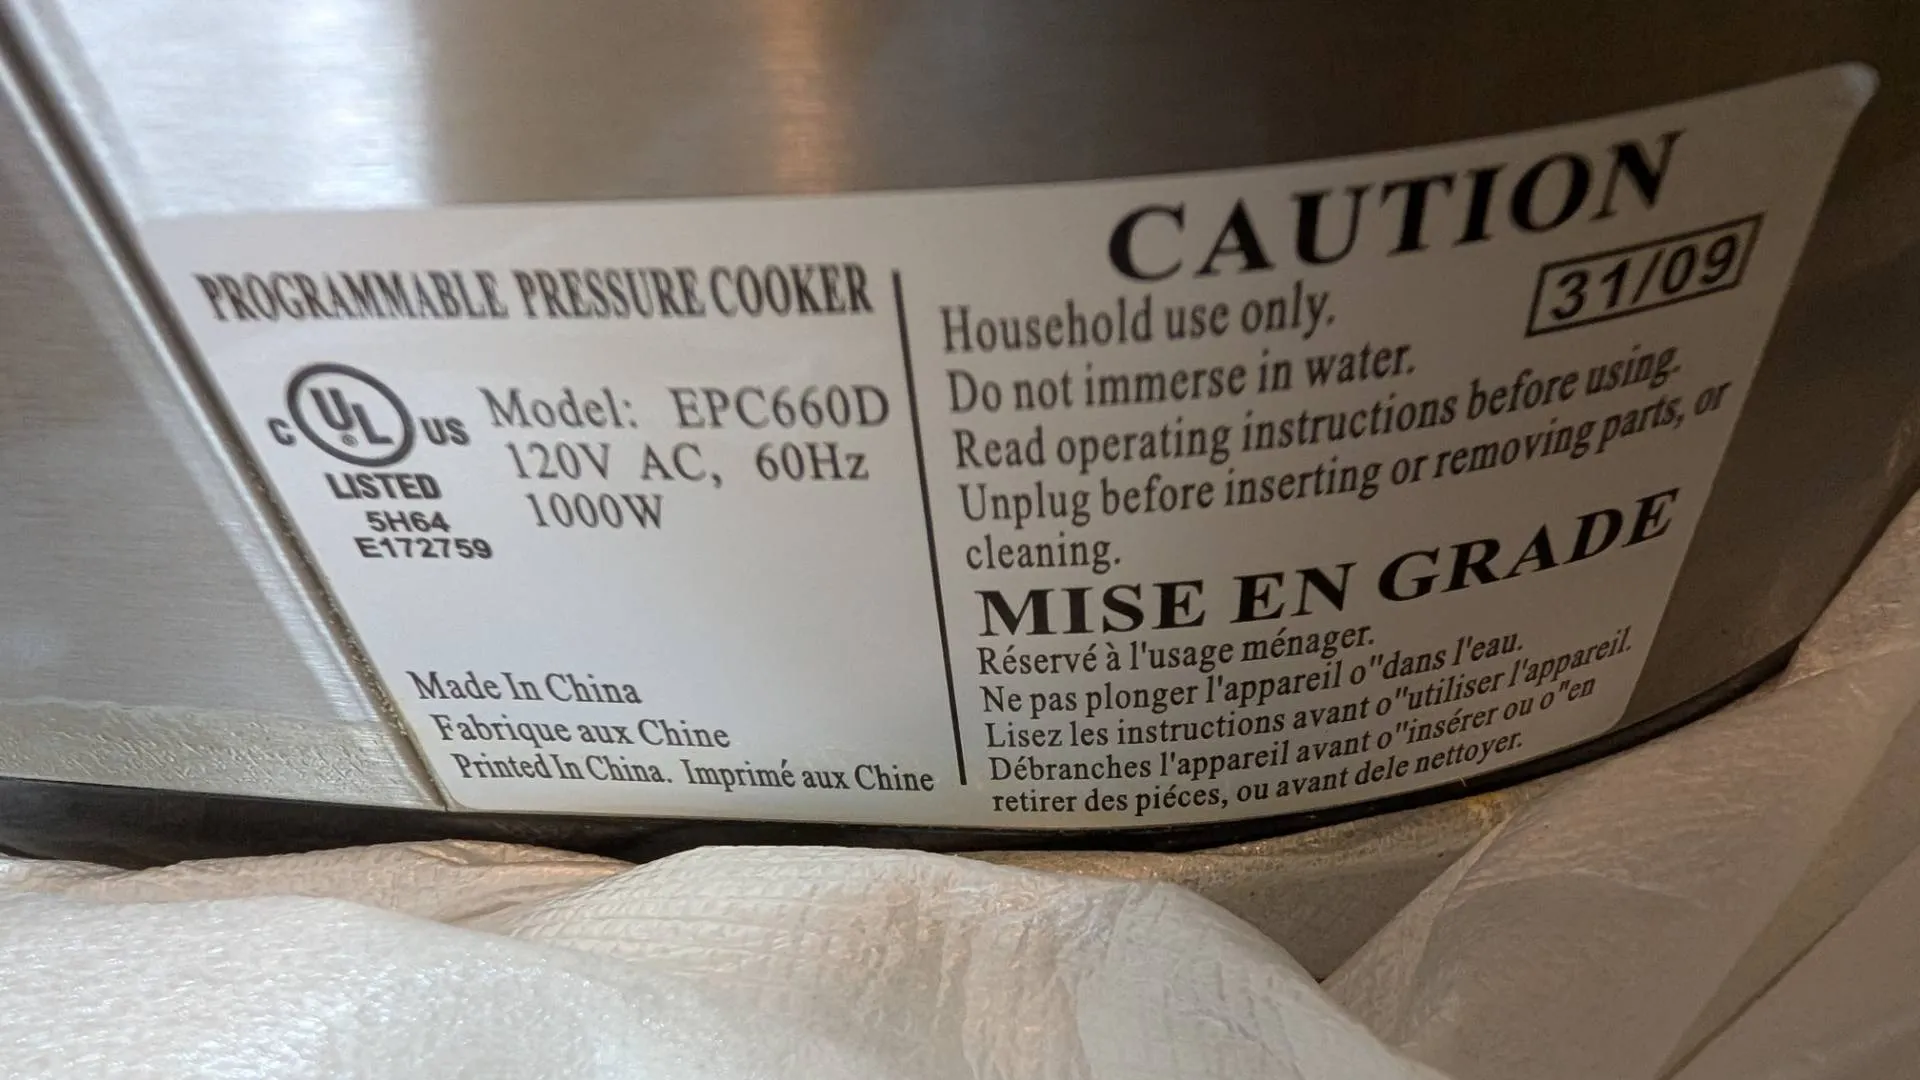 PROGRAMMABLE PRESSURE COOKER
C UL ® US
LISTED
5H64
E172759
Model: EPC660D
120V AC, 60Hz
1000W
Made In China
Fabrique aux Chine
Printed In China. Imprimé aux Chine
CAUTION
31/09
Household use only.
Do not immerse in water.
Read operating instructions before using.
Unplug before inserting or removing parts, or
cleaning.
MISE EN GRADE
Réservé à l'usage ménager.
Ne pas plonger l'appareil o"dans l'eau.
Lisez les instructions avant o"utiliser l'appareil.
Débranches l'appareil avant o"insérer ou o"en
retirer des piéces, ou avant dele nettoyer.